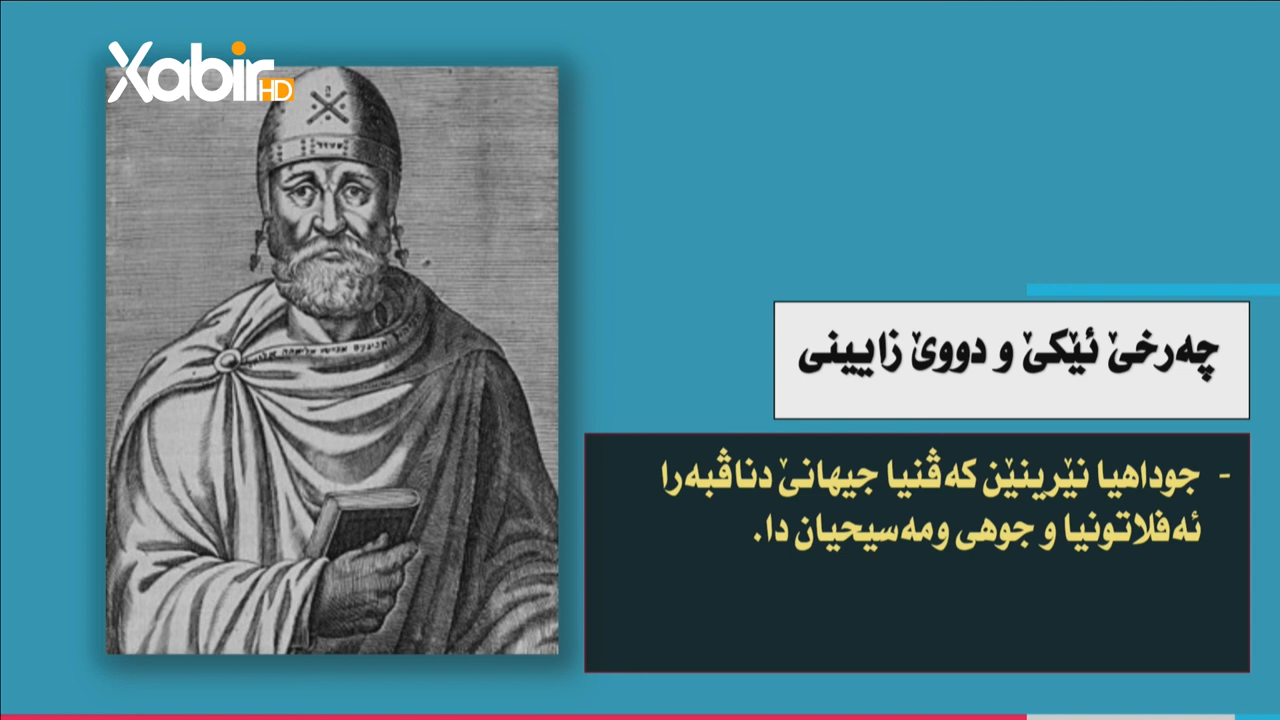 Xabir HD
چەرخێ ئێکێ و دووێ زایینی
- جوداهیا نێرینێن کەڤنیا جیهانێ دناڤبەرا
ئەفلاتونیا و جوهی ومەسیحیان دا.